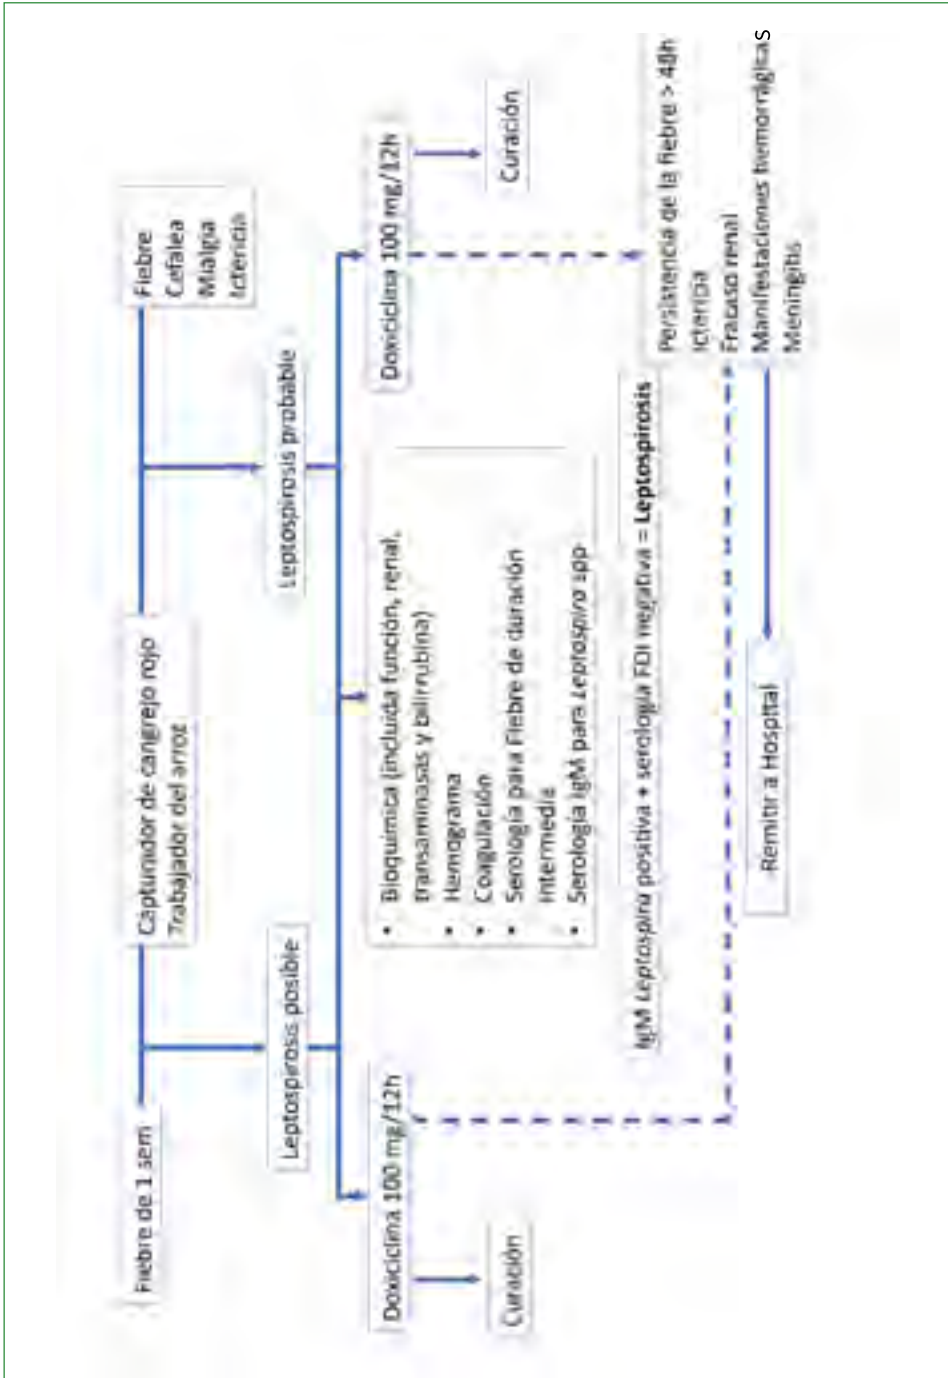 Fiebre de 1 sem
Capturador de cangrejo rojo
Trabajador del arroz
Fiebre
Cefalea
Mialgia
Ictericia
Leptospirosis posible
Leptospirosis probable
Doxiciclina 100 mg/12h
• Bioquímica (incluida función, renal,
transaminasas y bilirrubina)
• Hemograma
• Coagulación
• Serología para Fiebre de duración
intermedia
• Serología IgM para Leptospira spp
Doxiciclina 100 mg/12h
Curación
Curación
IgM Leptospira positiva + serología FDI negativa = Leptospirosis
Persistencia de la fiebre > 48h
Ictericia
Fracaso renal
Manifestaciones hemorrágicas
Meningitis
Remitir a Hospital